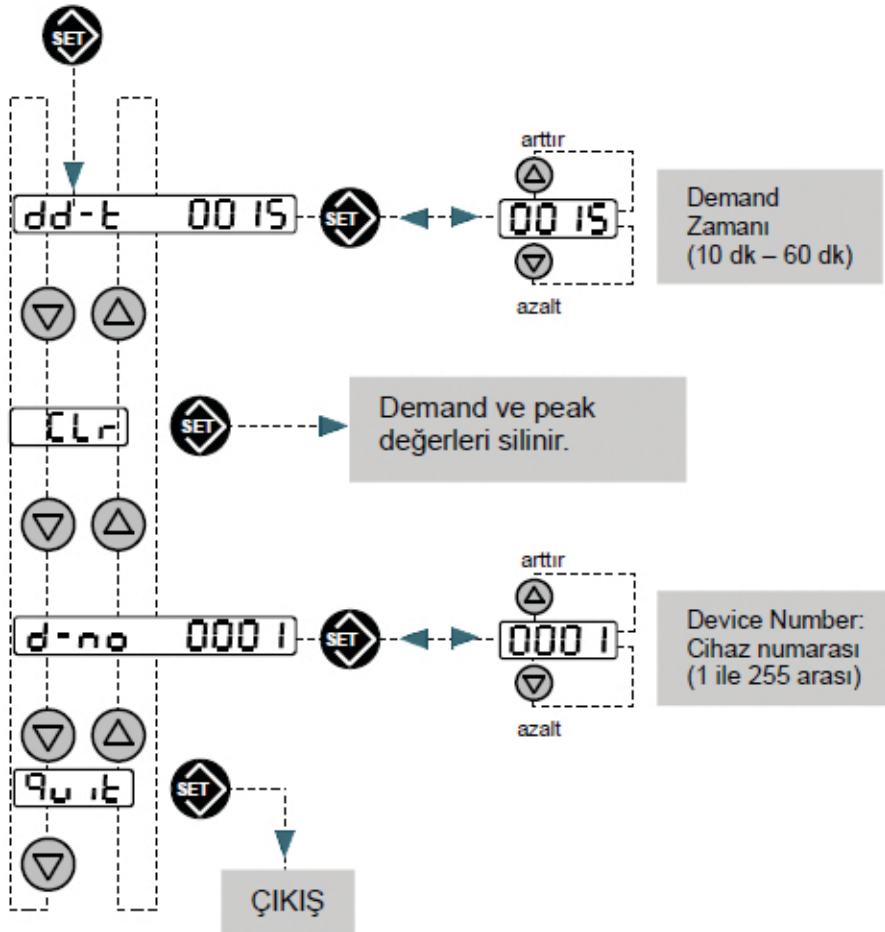 SET
arttır
dd-t 0015
SET
0015
Demand
Zamanı
(10 dk – 60 dk)
azalt
CLr
SET
Demand ve peak
değerleri silinir.
arttır
d-no 0001
SET
0001
Device Number:
Cihaz numarası
(1 ile 255 arası)
azalt
quit
SET
ÇIKIŞ